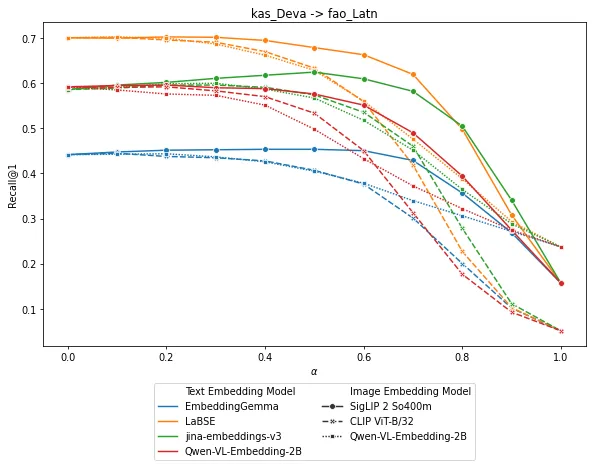 kas_Deva -> fao_Latn
Recall@1
0.7
0.6
0.5
0.4
0.3
0.2
0.1
0.0 0.2 0.4 0.6 0.8 1.0
α
Text Embedding Model
EmbeddingGemma
LaBSE
jina-embeddings-v3
Qwen-VL-Embedding-2B
Image Embedding Model
SigLIP 2 So400m
CLIP ViT-B/32
Qwen-VL-Embedding-2B